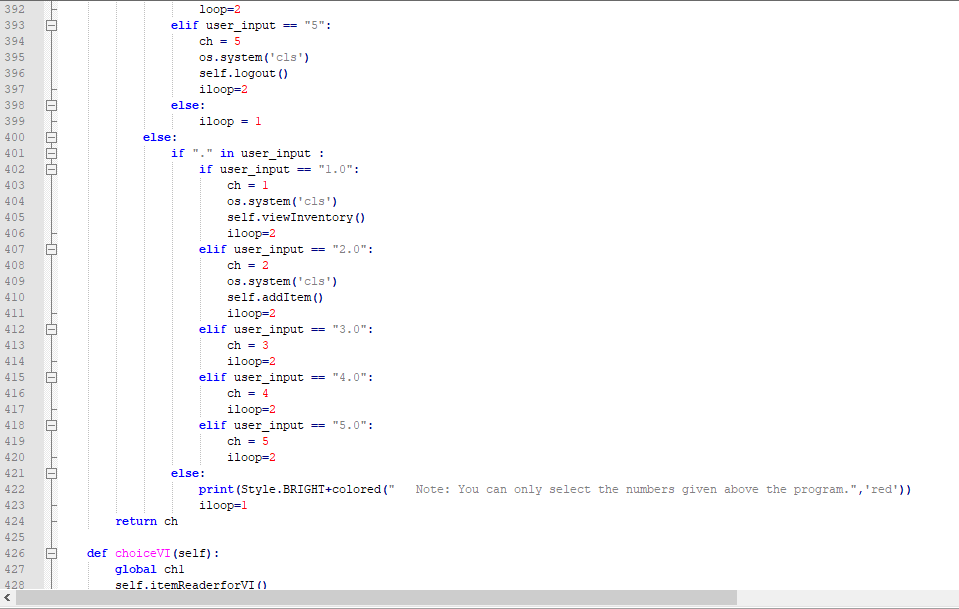 392 loop=2
393 elif user_input == "5":
394 ch = 5
395 os.system('cls')
396 self.logout()
397 iloop=2
398 else:
399 iloop = 1
400 else:
401 if "." in user_input :
402 if user_input == "1.0":
403 ch = 1
404 os.system('cls')
405 self.viewInventory()
406 iloop=2
407 elif user_input == "2.0":
408 ch = 2
409 os.system('cls')
410 self.addItem()
411 iloop=2
412 elif user_input == "3.0":
413 ch = 3
414 iloop=2
415 elif user_input == "4.0":
416 ch = 4
417 iloop=2
418 elif user_input == "5.0":
419 ch = 5
420 iloop=2
421 else:
422 print(Style.BRIGHT+colored("   Note: You can only select the numbers given above the program.",'red'))
423 iloop=1
424 return ch
425
426 def choiceVI(self):
427 global ch1
428 self.itemReaderforVI()